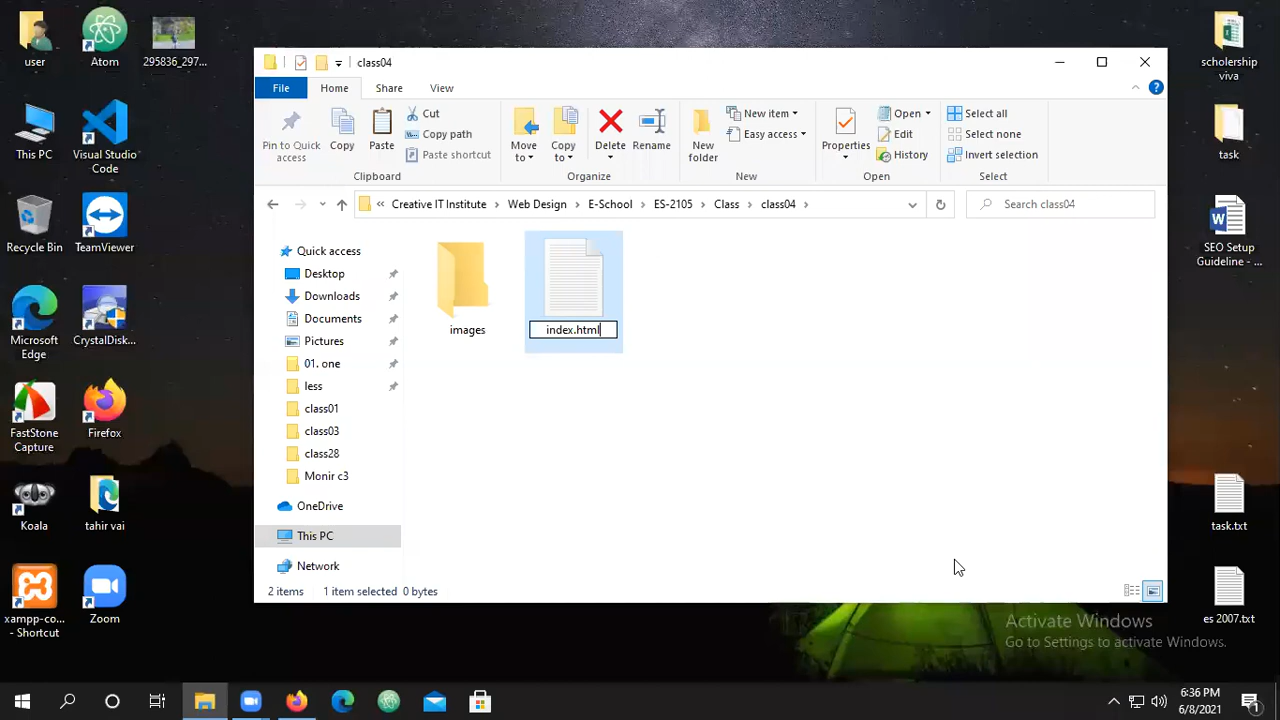 user
Atom
295836_297...
This PC
Visual Studio
Code
Recycle Bin
TeamViewer
Microsoft
Edge
CrystalDisk...
FastStone
Capture
Firefox
Koala
tahir vai
xampp-co...
- Shortcut
Zoom
class04
File
Home
Share
View
Pin to Quick
access
Copy
Paste
Cut
Copy path
Paste shortcut
Clipboard
Move
to
Copy
to
Delete
Rename
Organize
New
folder
New item
Easy access
New
Properties
Open
Edit
History
Open
Select all
Select none
Invert selection
Select
« Creative IT Institute > Web Design > E-School > ES-2105 > Class > class04 >
Search class04
Quick access
Desktop
Downloads
Documents
Pictures
01. one
less
class01
class03
class28
Monir c3
OneDrive
This PC
Network
images
index.html
2 items
1 item selected 0 bytes
scholership
viva
task
SEO Setup
Guideline - ...
task.txt
es 2007.txt
Activate Windows
Go to Settings to activate Windows.
6:36 PM
6/8/2021
1